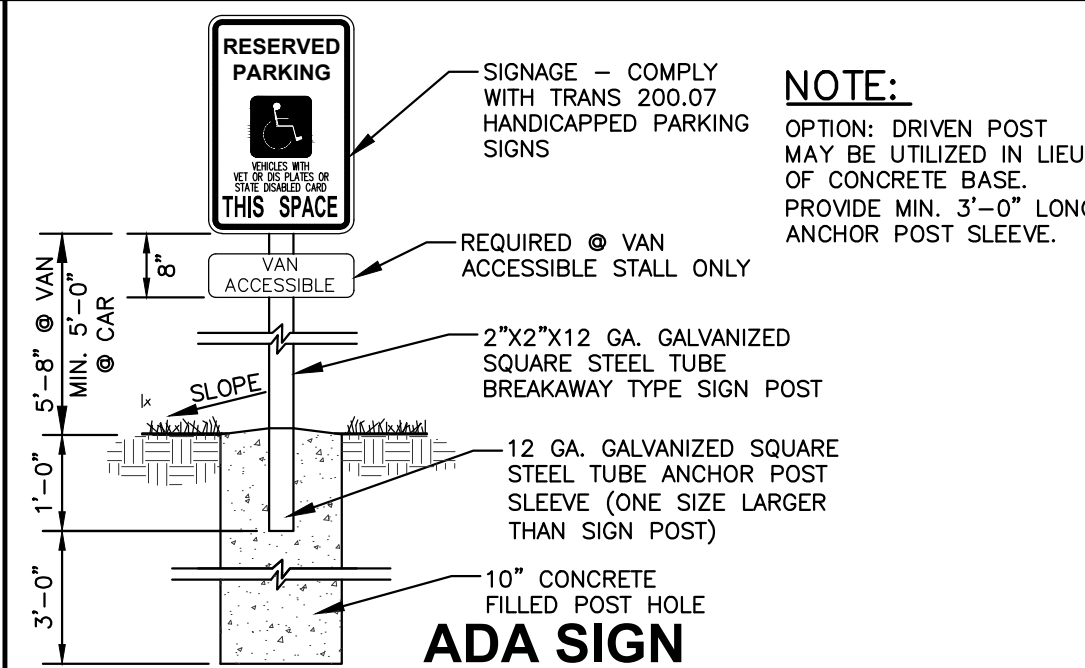 RESERVED
PARKING
VEHICLES WITH
VET OR DIS PLATES OR
STATE DISABLED CARD
THIS SPACE
SIGNAGE – COMPLY
WITH TRANS 200.07
HANDICAPPED PARKING
SIGNS
NOTE:
OPTION: DRIVEN POST
MAY BE UTILIZED IN LIEU
OF CONCRETE BASE.
PROVIDE MIN. 3'–0" LONG
ANCHOR POST SLEEVE.
VAN
ACCESSIBLE
REQUIRED @ VAN
ACCESSIBLE STALL ONLY
8"
5'–8" @ VAN
MIN. 5'–0"
@ CAR
2"X2"X12 GA. GALVANIZED
SQUARE STEEL TUBE
BREAKAWAY TYPE SIGN POST
SLOPE
12 GA. GALVANIZED SQUARE
STEEL TUBE ANCHOR POST
SLEEVE (ONE SIZE LARGER
THAN SIGN POST)
1'–0"
3'–0"
10" CONCRETE
FILLED POST HOLE
ADA SIGN